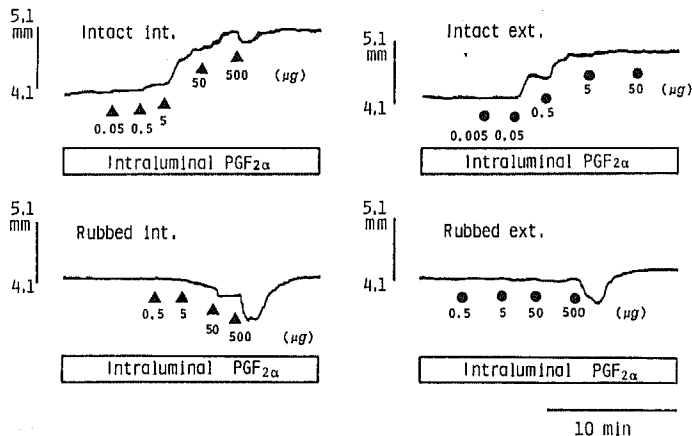 5.1
mm
4.1
Intact int.
50 500 (μg)
0.05 0.5 5
Intraluminal PGF2α
5.1
mm
4.1
Intact ext.
5 50 (μg)
0.005 0.05 0.5
Intraluminal PGF2α
5.1
mm
4.1
Rubbed int.
0.5 5 50 500 (μg)
Intraluminal PGF2α
5.1
mm
4.1
Rubbed ext.
0.5 5 50 500 (μg)
Intraluminal PGF2α
10 min